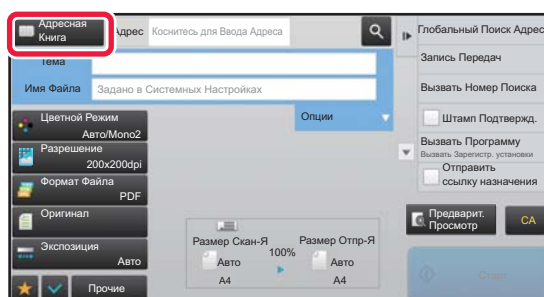 Адресная
Книга
Адрес
Коснитесь для Ввода Адреса
Тема
Имя Файла
Задано в Системных Настройках
Цветной Режим
Авто/Mono2
Разрешение
200x200dpi
Формат Файла
PDF
Оригинал
Экспозиция
Авто
Прочие
Опции
Размер Скан-Я
100%
Размер Отпр-Я
Авто
Авто
A4
A4
Глобальный Поиск Адрес
Запись Передач
Вызвать Номер Поиска
Штамп Подтвержд.
Вызвать Программу
Вызвать Зарегистр. установки
Отправить
ссылку назначения
Предварит.
Просмотр
CA
Старт